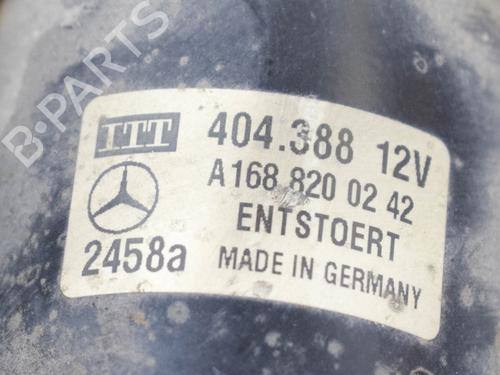 B-PARTS
ITT 404.388 12V
A 168 820 02 42
ENTSTOERT
2458a MADE IN GERMANY